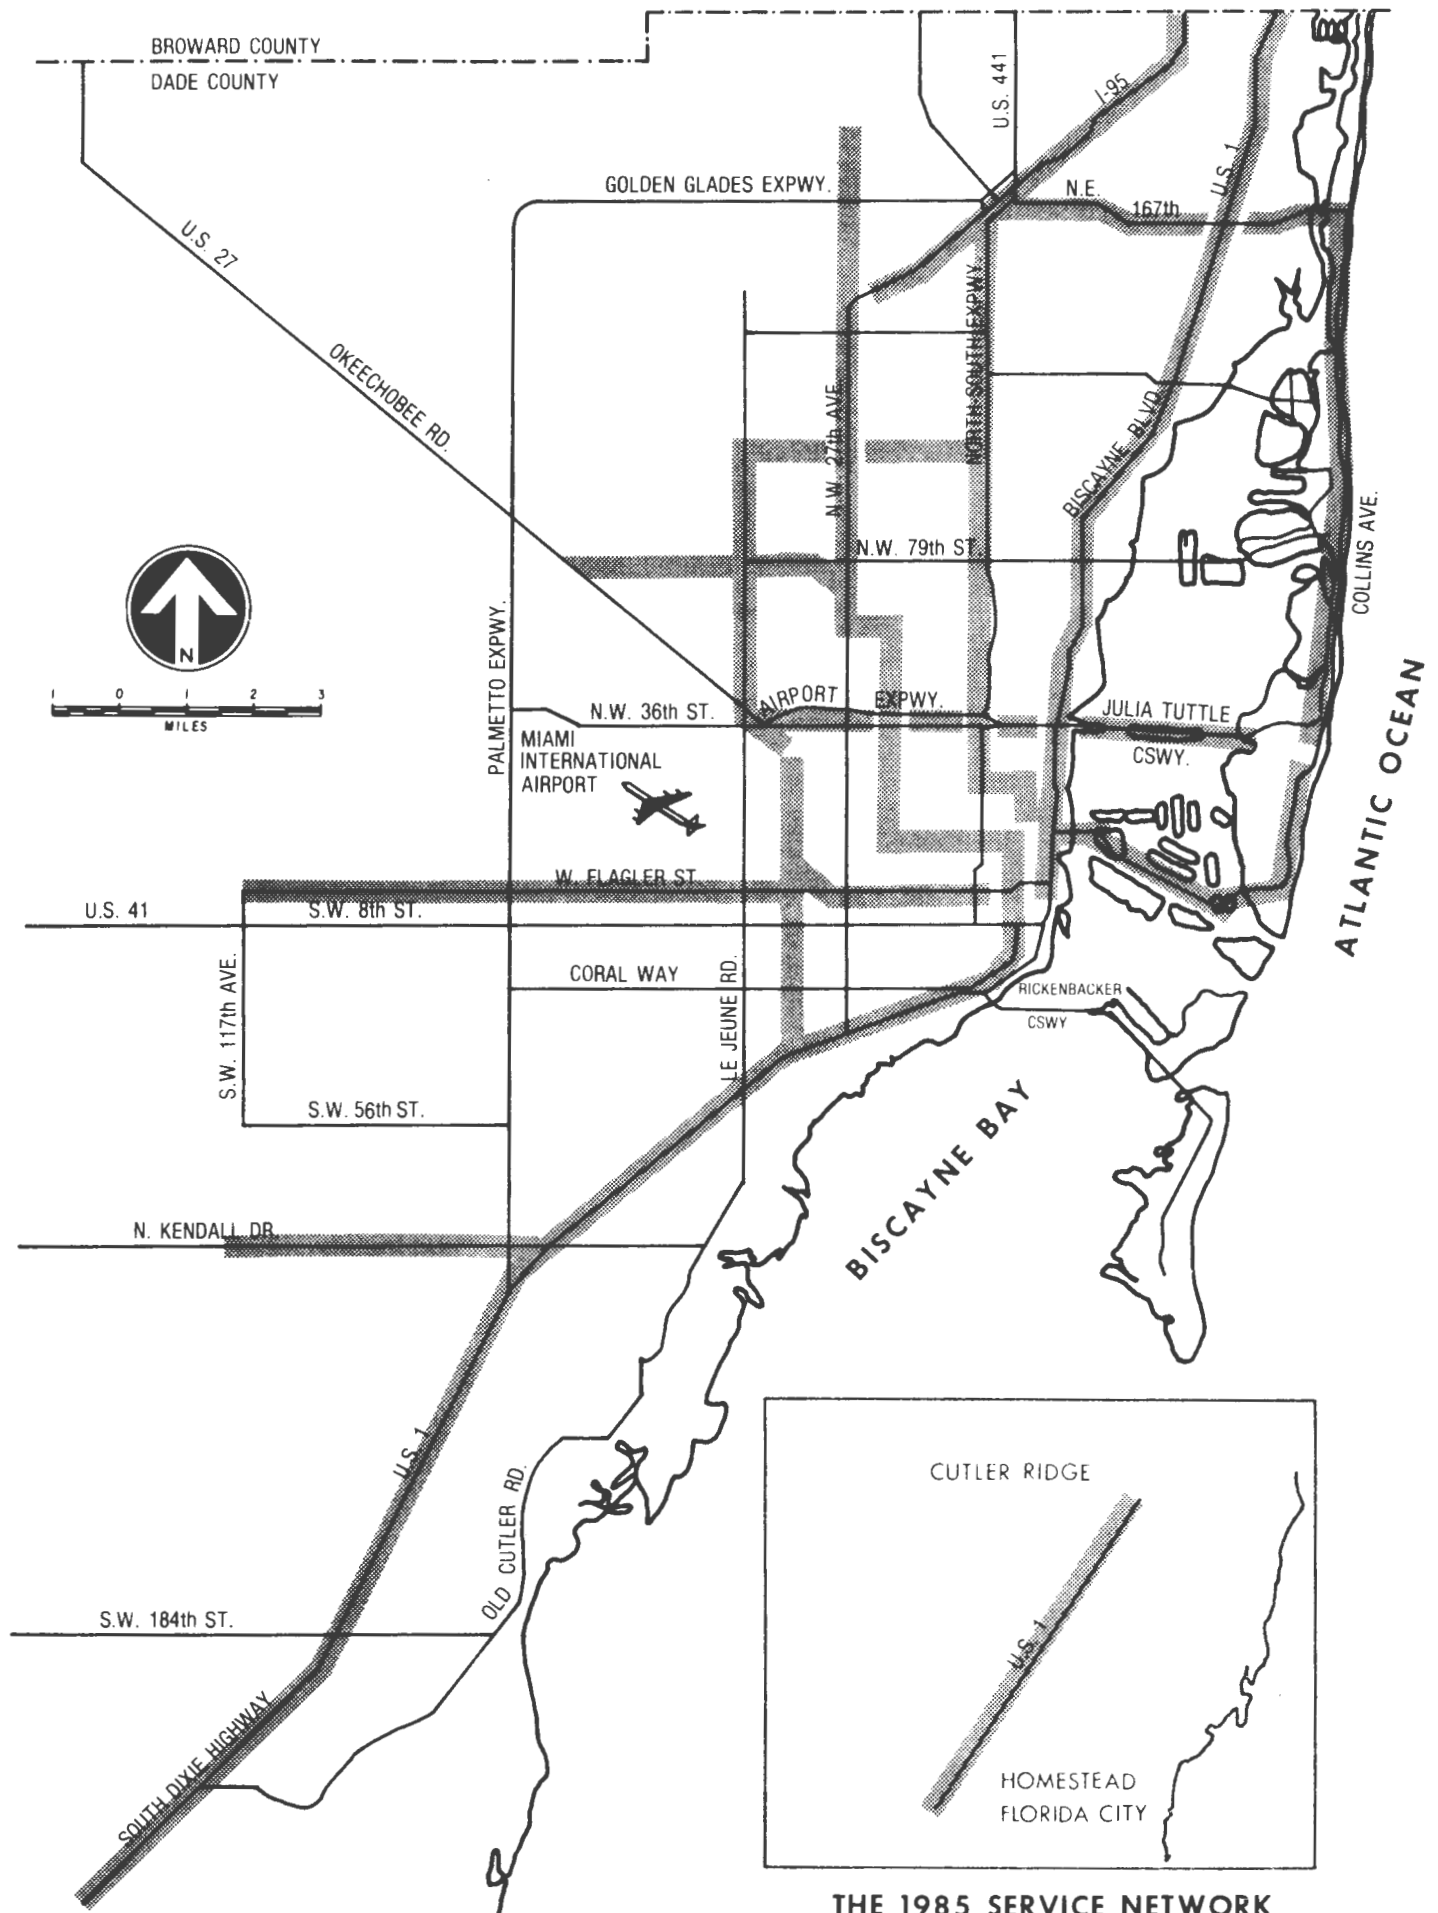 BROWARD COUNTY
DADE COUNTY
U.S. 441
I-95
U.S. 1
GOLDEN GLADES EXPWY.
N.E.
167th
U.S. 27
OKEECHOBEE RD.
N.W. 27th AVE.
NORTH-SOUTH EXPWY.
BISCAYNE BLVD.
N.W. 79th ST.
COLLINS AVE.
N
1 0 1 2 3
MILES
PALMETTO EXPWY.
N.W. 36th ST.
AIRPORT
EXPWY.
JULIA TUTTLE
CSWY.
MIAMI
INTERNATIONAL
AIRPORT
ATLANTIC OCEAN
W. FLAGLER ST.
U.S. 41
S.W. 8th ST.
S.W. 117th AVE.
CORAL WAY
LE JEUNE RD.
RICKENBACKER
CSWY
S.W. 56th ST.
BISCAYNE BAY
N. KENDALL DR.
U.S. 1
OLD CUTLER RD.
S.W. 184th ST.
SOUTH DIXIE HIGHWAY
CUTLER RIDGE
U.S. 1
HOMESTEAD
FLORIDA CITY
THE 1985 SERVICE NETWORK